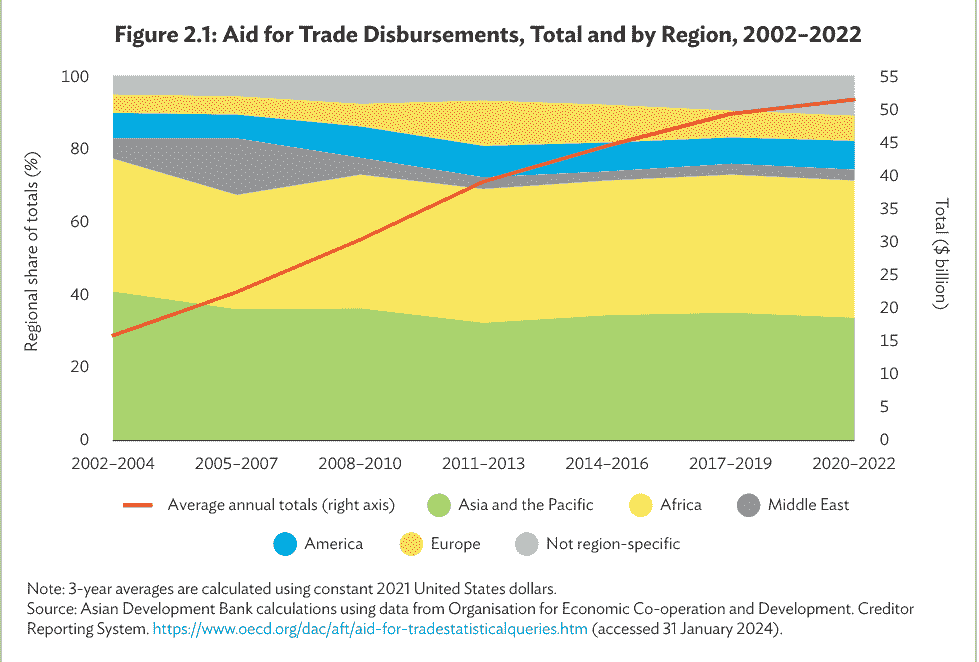 Figure 2.1: Aid for Trade Disbursements, Total and by Region, 2002–2022
Regional share of totals (%)
100
80
60
40
20
0
55
50
45
40
35
30
25
20
15
10
5
0
Total ($ billion)
2002–2004 2005–2007 2008–2010 2011–2013 2014–2016 2017–2019 2020–2022
Average annual totals (right axis) Asia and the Pacific Africa Middle East
America Europe Not region-specific
Note: 3-year averages are calculated using constant 2021 United States dollars.
Source: Asian Development Bank calculations using data from Organisation for Economic Co-operation and Development. Creditor
Reporting System. https://www.oecd.org/dac/aft/aid-for-tradestatisticalqueries.htm (accessed 31 January 2024).